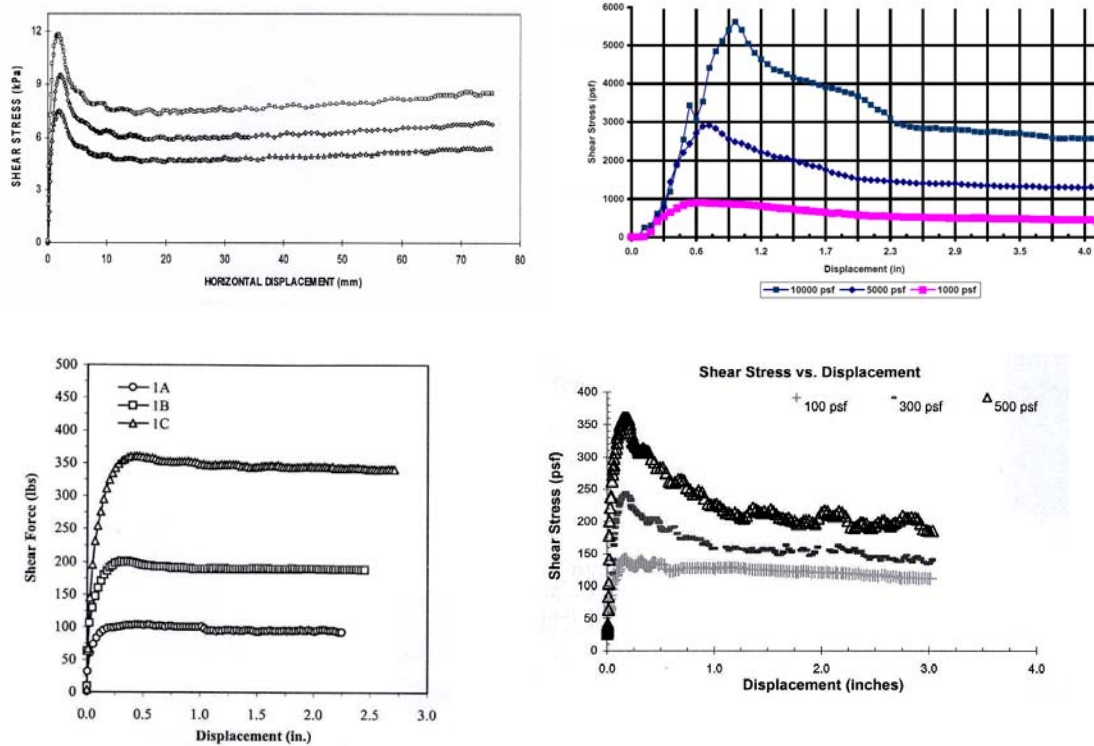 SHEAR STRESS (kPa)
12
9
6
3
0
0 10 20 30 40 50 60 70 80
HORIZONTAL DISPLACEMENT (mm)
Shear Stress (psf)
6000
5000
4000
3000
2000
1000
0
0.0 0.6 1.2 1.7 2.3 2.9 3.5 4.0
Displacement (in)
10000 psf 5000 psf 1000 psf
Shear Force (lbs)
500
450
400
350
300
250
200
150
100
50
0
1A
1B
1C
0.0 0.5 1.0 1.5 2.0 2.5 3.0
Displacement (in.)
Shear Stress vs. Displacement
100 psf 300 psf 500 psf
Shear Stress (psf)
400
350
300
250
200
150
100
50
0
0.0 1.0 2.0 3.0 4.0
Displacement (inches)